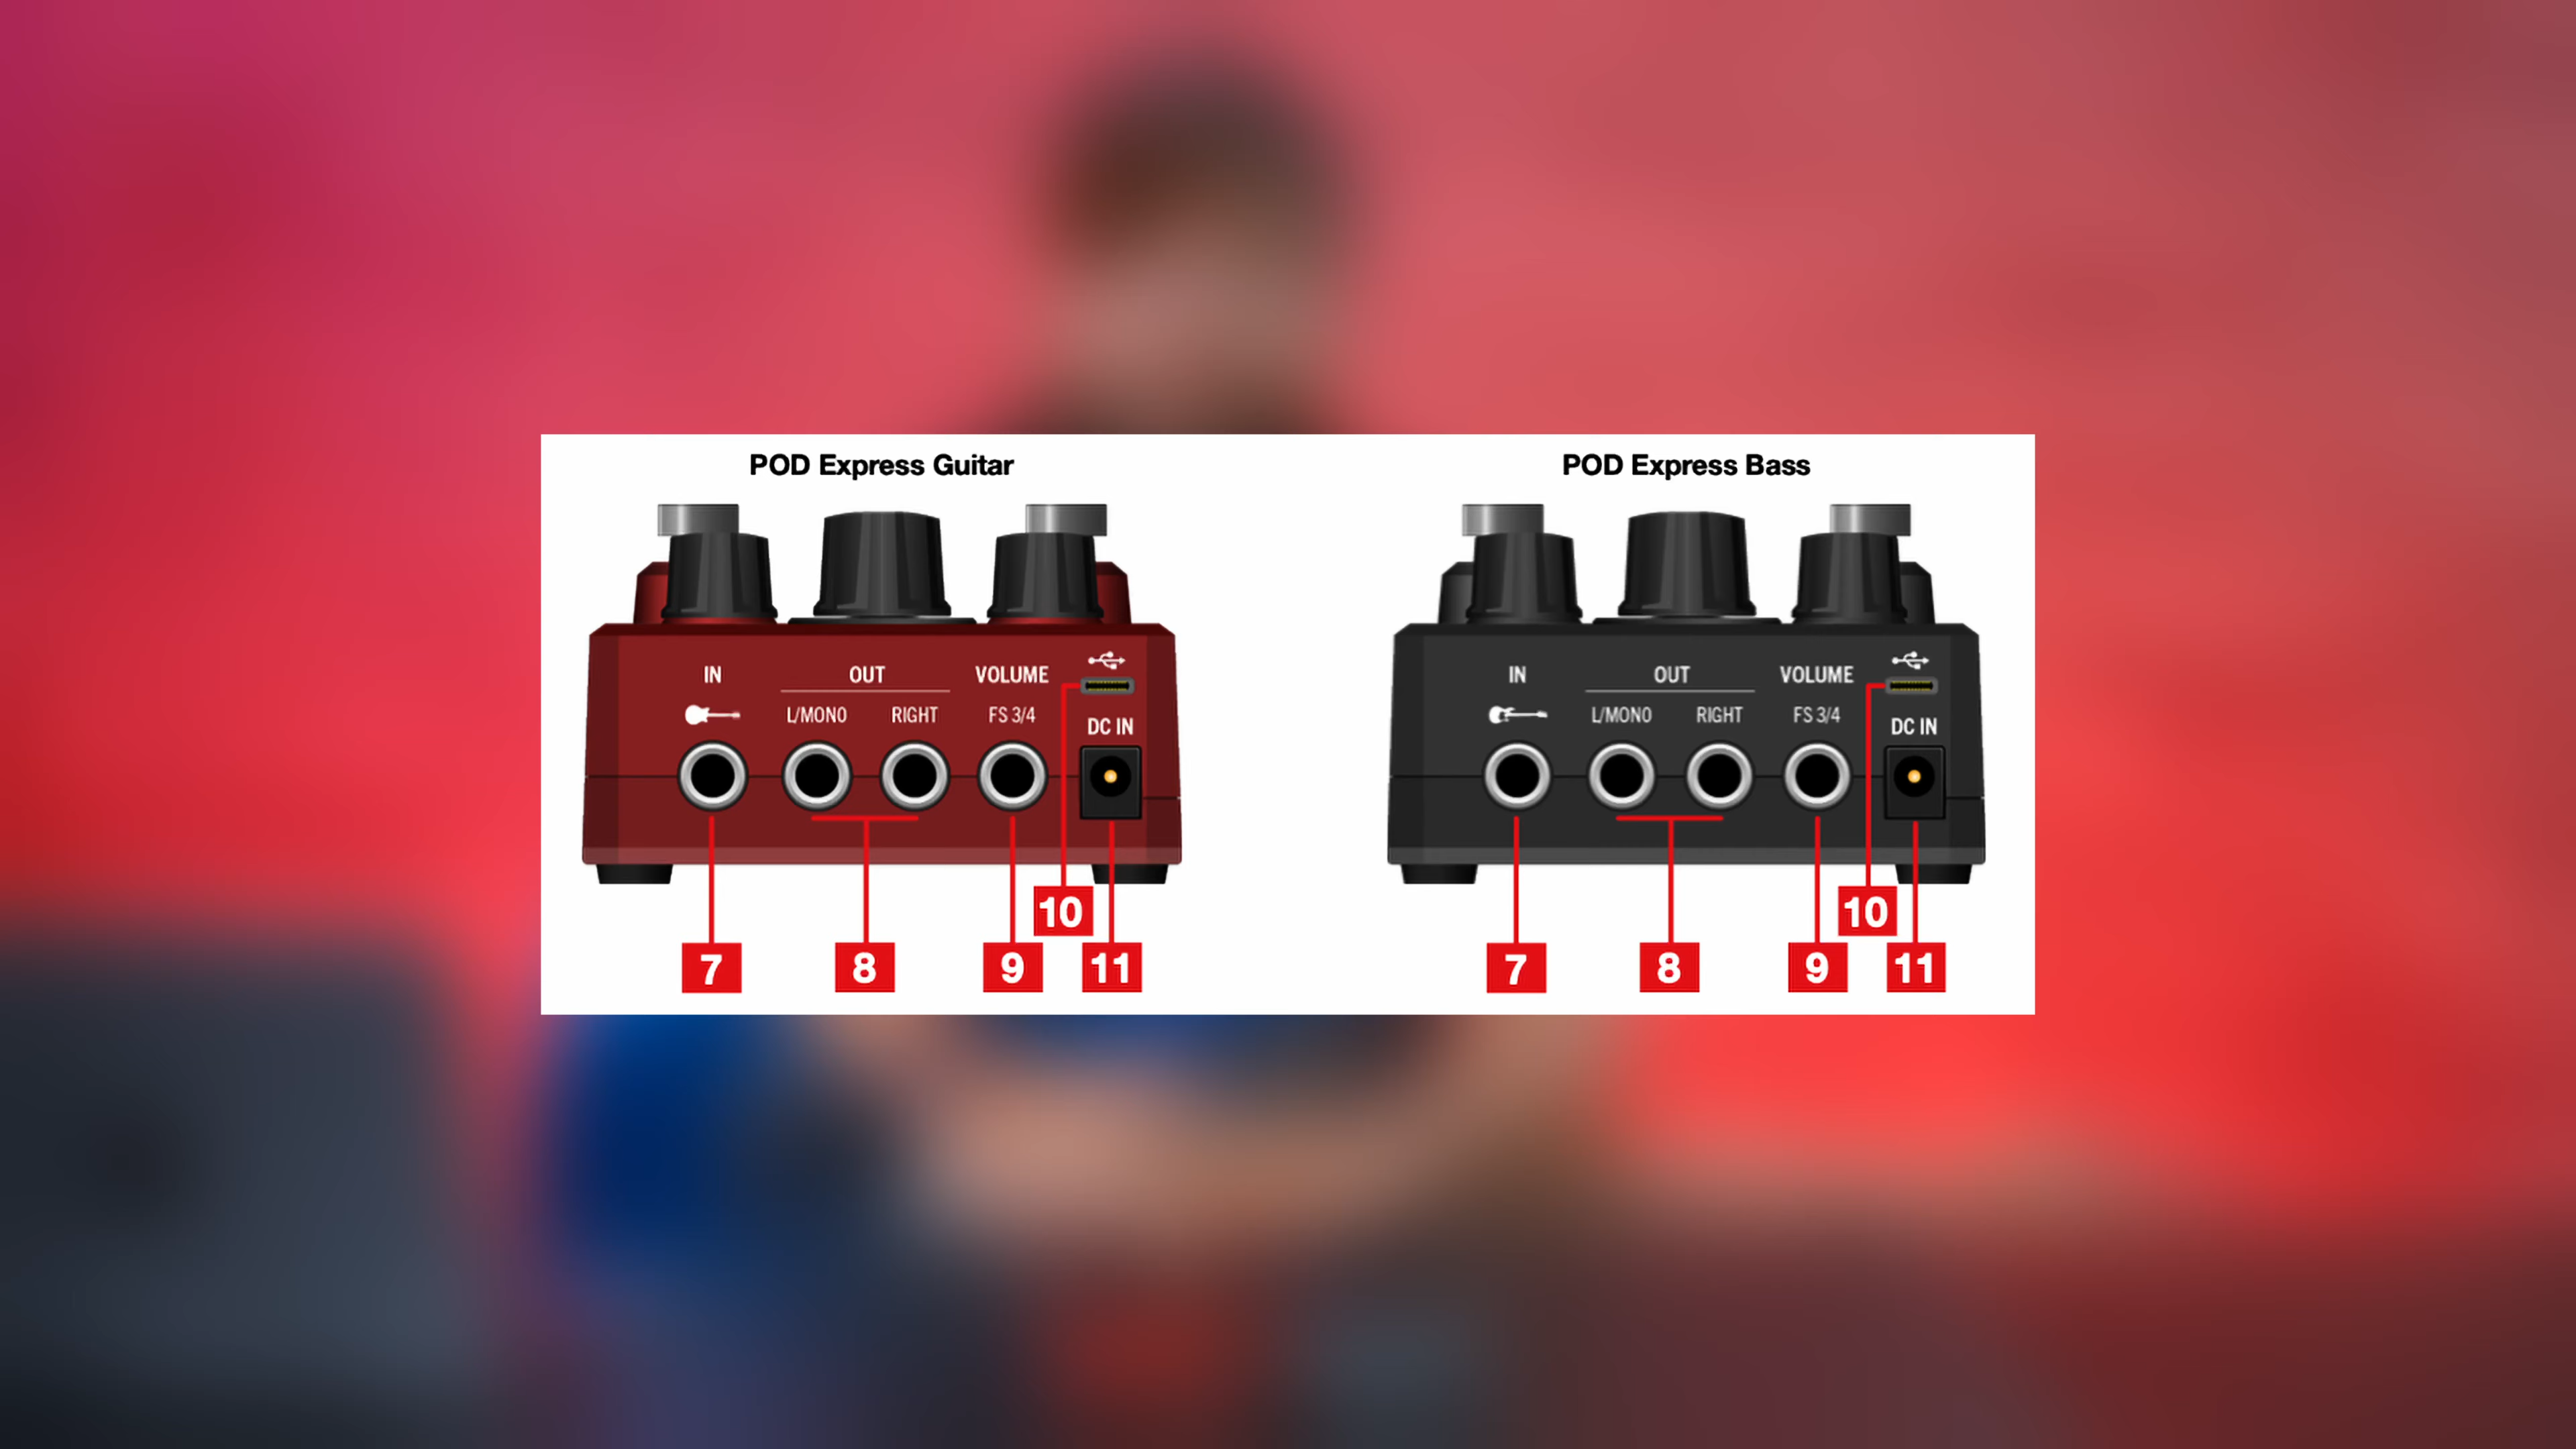 POD Express Guitar
IN
OUT
VOLUME
L/MONO
RIGHT
FS 3/4
DC IN
10
7
8
9
11
POD Express Bass
IN
OUT
VOLUME
L/MONO
RIGHT
FS 3/4
DC IN
10
7
8
9
11